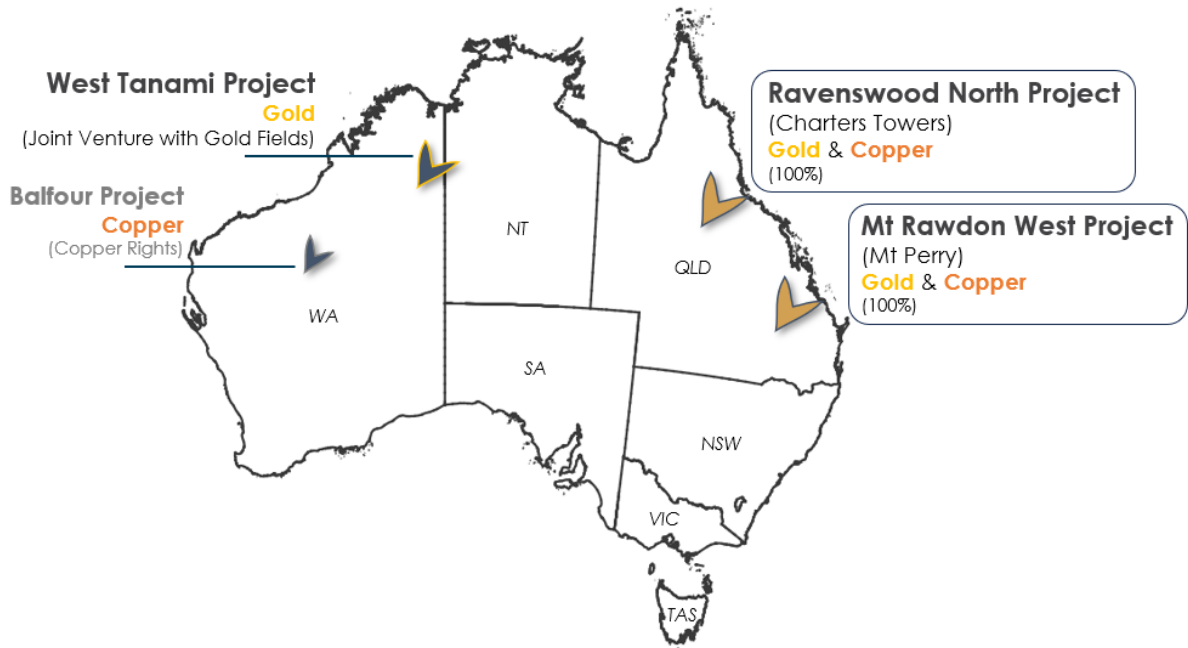 West Tanami Project
Gold
(Joint Venture with Gold Fields)
Balfour Project
Copper
(Copper Rights)
Ravenswood North Project
(Charters Towers)
Gold & Copper
(100%)
Mt Rawdon West Project
(Mt Perry)
Gold & Copper
(100%)
NT
QLD
WA
SA
NSW
VIC
TAS